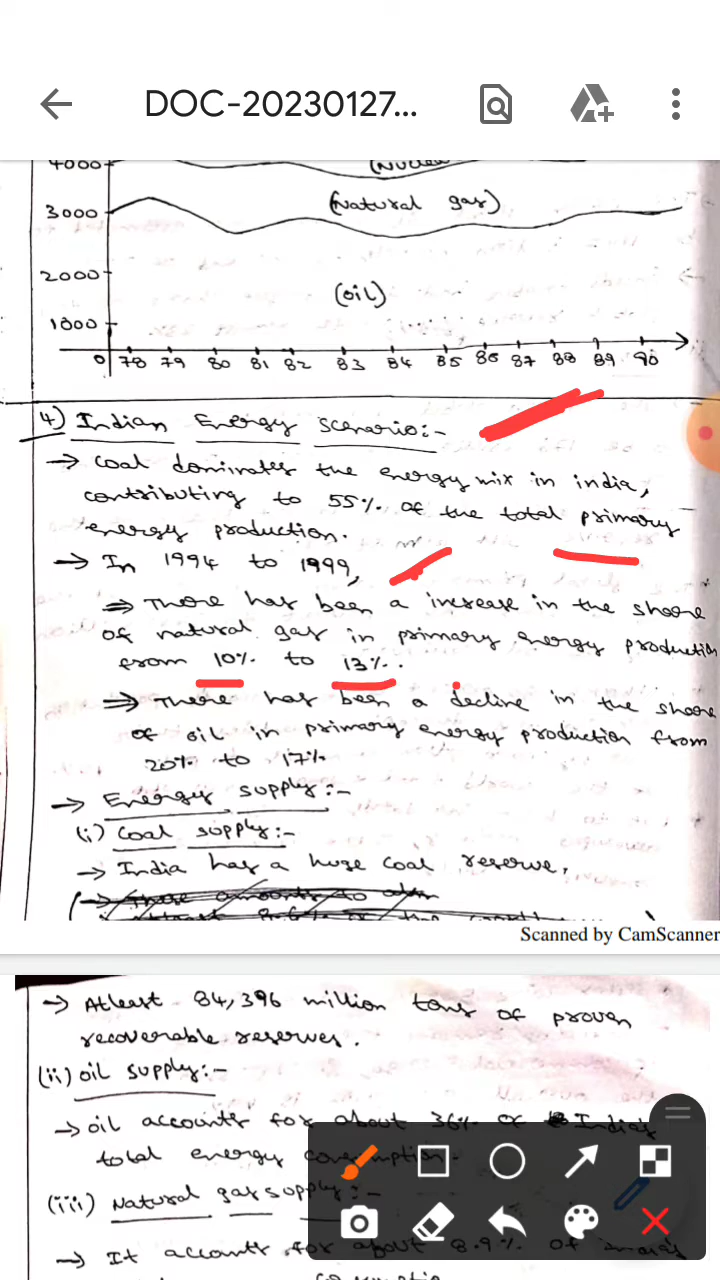 DOC-20230127...
4000
(Nuclea
3000
(Natural gas)
2000
(oil)
1000
0 78 79 80 81 82 83 84 85 86 87 88 89 90
4) Indian Energy scenario:-
→ Coal dominates the energy mix in india,
contributing to 55% of the total primary
energy production.
→ In 1994 to 1999,
⇒ There has been a increase in the share
of natural gas in primary energy production
from 10% to 13%.
⇒ There has been a decline in the share
of oil in primary energy production from
20% to 17%
→ Energy supply:-
(i) Coal supply:-
→ India has a huge coal reserve,
Scanned by CamScanner
→ Atleast 84,396 million tons of proven
recoverable reserves.
(ii) oil supply:-
→ oil accounts for about 36% of India's
total energy consumption.
(iii) Natural gas supply:-
→ It accounts for about 8.9% of